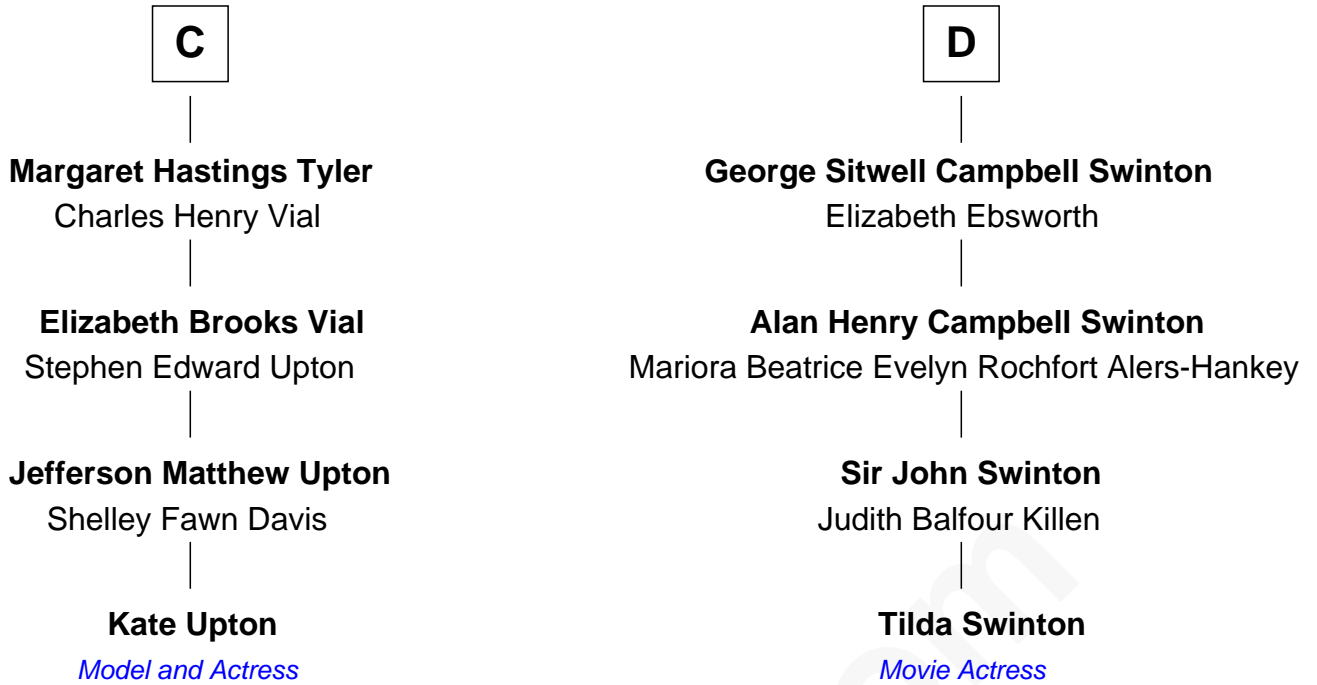 C
Margaret Hastings Tyler
Charles Henry Vial
Elizabeth Brooks Vial
Stephen Edward Upton
Jefferson Matthew Upton
Shelley Fawn Davis
Kate Upton
Model and Actress
D
George Sitwell Campbell Swinton
Elizabeth Ebsworth
Alan Henry Campbell Swinton
Mariora Beatrice Evelyn Rochfort Alers-Hankey
Sir John Swinton
Judith Balfour Killen
Tilda Swinton
Movie Actress